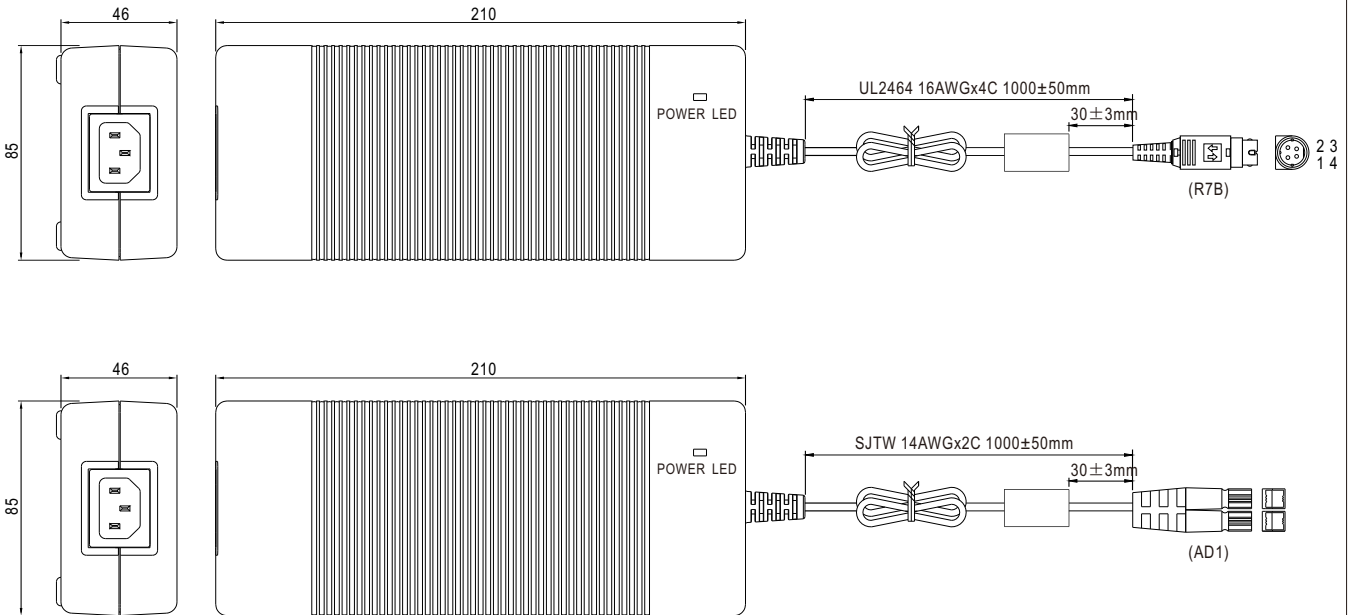 46
210
85
POWER LED
UL2464 16AWGx4C 1000±50mm
30±3mm
2 3
1 4
(R7B)
46
210
85
POWER LED
SJTW 14AWGx2C 1000±50mm
30±3mm
(AD1)